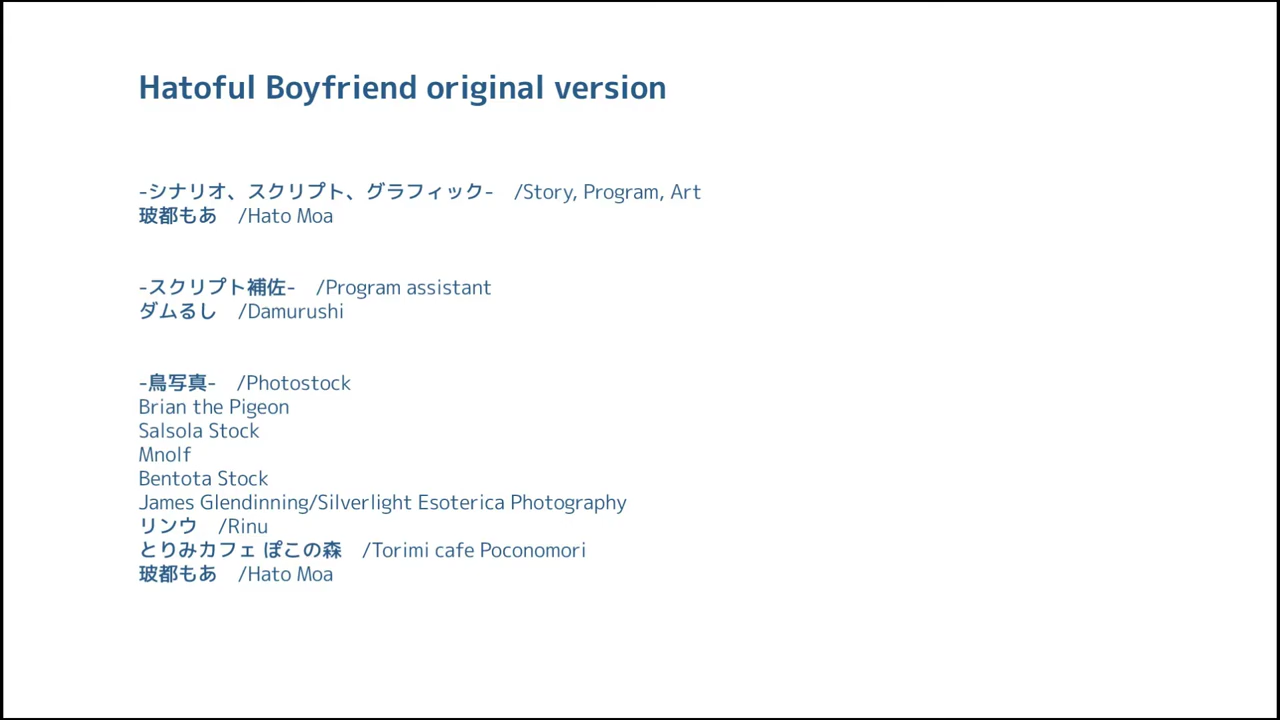 Hatoful Boyfriend original version
-シナリオ、スクリプト、グラフィック-　/Story, Program, Art
玻都もあ　/Hato Moa
-スクリプト補佐-　/Program assistant
ダムるし　/Damurushi
-鳥写真-　/Photostock
Brian the Pigeon
Salsola Stock
Mnolf
Bentota Stock
James Glendinning/Silverlight Esoterica Photography
リンウ　/Rinu
とりみカフェ ぽこの森　/Torimi cafe Poconomori
玻都もあ　/Hato Moa